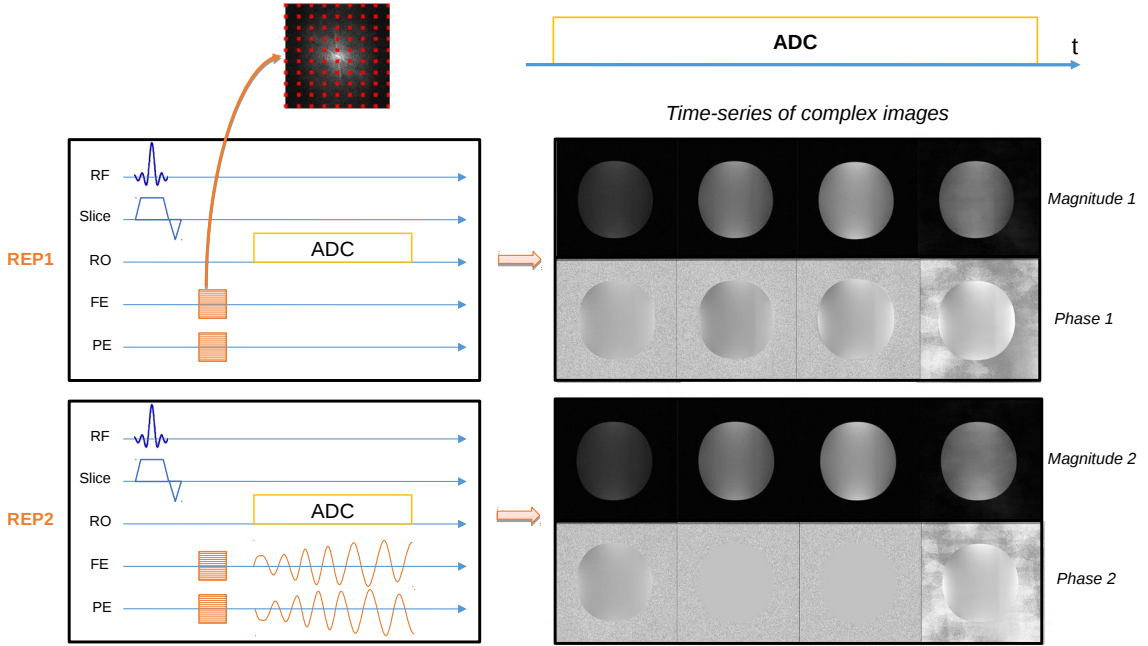 ADC
t
Time-series of complex images
REP1
RF
Slice
RO
ADC
FE
PE
Magnitude 1
Phase 1
REP2
RF
Slice
RO
ADC
FE
PE
Magnitude 2
Phase 2